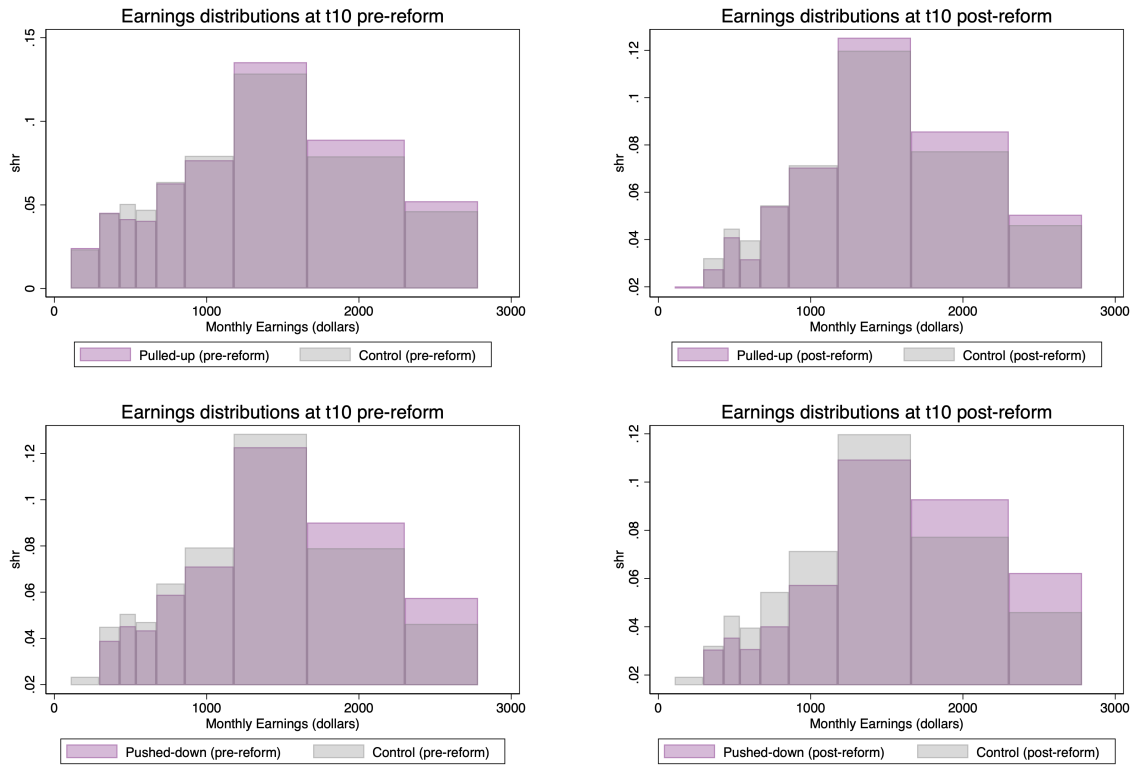 Earnings distributions at t10 pre-reform
.15
.1
.05
0
shr
0 1000 2000 3000
Monthly Earnings (dollars)
Pulled-up (pre-reform) Control (pre-reform)
Earnings distributions at t10 post-reform
.12
.1
.08
.06
.04
.02
shr
0 1000 2000 3000
Monthly Earnings (dollars)
Pulled-up (post-reform) Control (post-reform)
Earnings distributions at t10 pre-reform
.12
.1
.08
.06
.04
.02
shr
0 1000 2000 3000
Monthly Earnings (dollars)
Pushed-down (pre-reform) Control (pre-reform)
Earnings distributions at t10 post-reform
.12
.1
.08
.06
.04
.02
shr
0 1000 2000 3000
Monthly Earnings (dollars)
Pushed-down (post-reform) Control (post-reform)